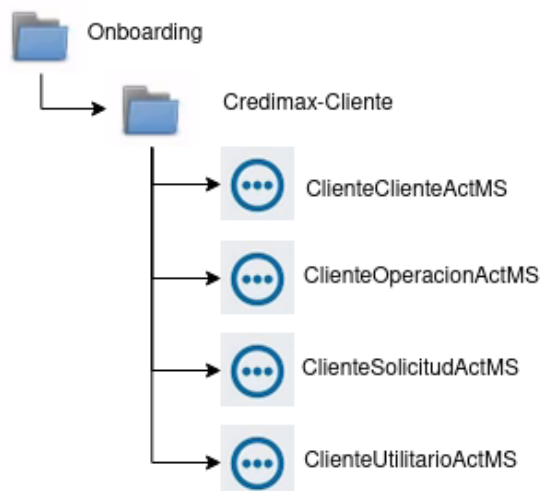 Onboarding
Credimax-Cliente
ClienteClienteActMS
ClienteOperacionActMS
ClienteSolicitudActMS
ClienteUtilitarioActMS